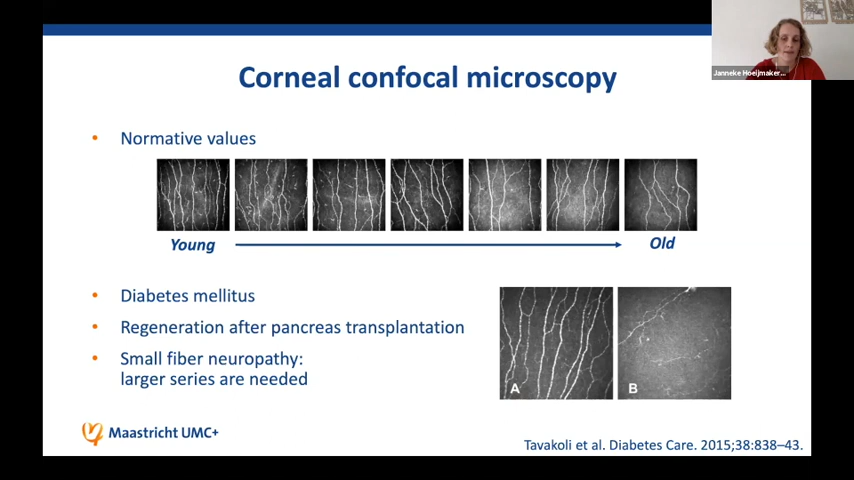 Janneke Hoeijmaker...
Corneal confocal microscopy
• Normative values
Young
Old
• Diabetes mellitus
• Regeneration after pancreas transplantation
• Small fiber neuropathy:
larger series are needed
A
B
Maastricht UMC+
Tavakoli et al. Diabetes Care. 2015;38:838–43.